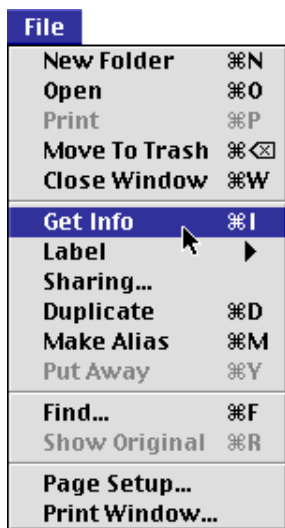 File
New Folder ⌘N
Open ⌘O
Print ⌘P
Move To Trash ⌘⌫
Close Window ⌘W
Get Info ⌘I
Label ▶
Sharing...
Duplicate ⌘D
Make Alias ⌘M
Put Away ⌘Y
Find... ⌘F
Show Original ⌘R
Page Setup...
Print Window...